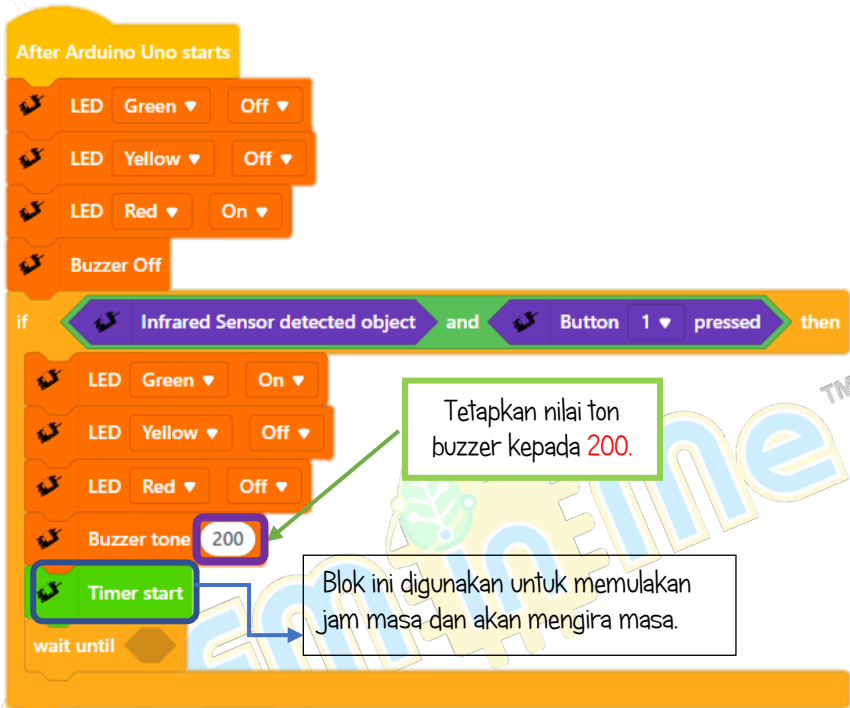 After Arduino Uno starts
LED Green ▼ Off ▼
LED Yellow ▼ Off ▼
LED Red ▼ On ▼
Buzzer Off
if Infrared Sensor detected object and Button 1 ▼ pressed then
LED Green ▼ On ▼
LED Yellow ▼ Off ▼
LED Red ▼ Off ▼
Buzzer tone 200
Timer start
wait until
Tetapkan nilai ton
buzzer kepada 200.
Blok ini digunakan untuk memulakan
jam masa dan akan mengira masa.
in
me
TM